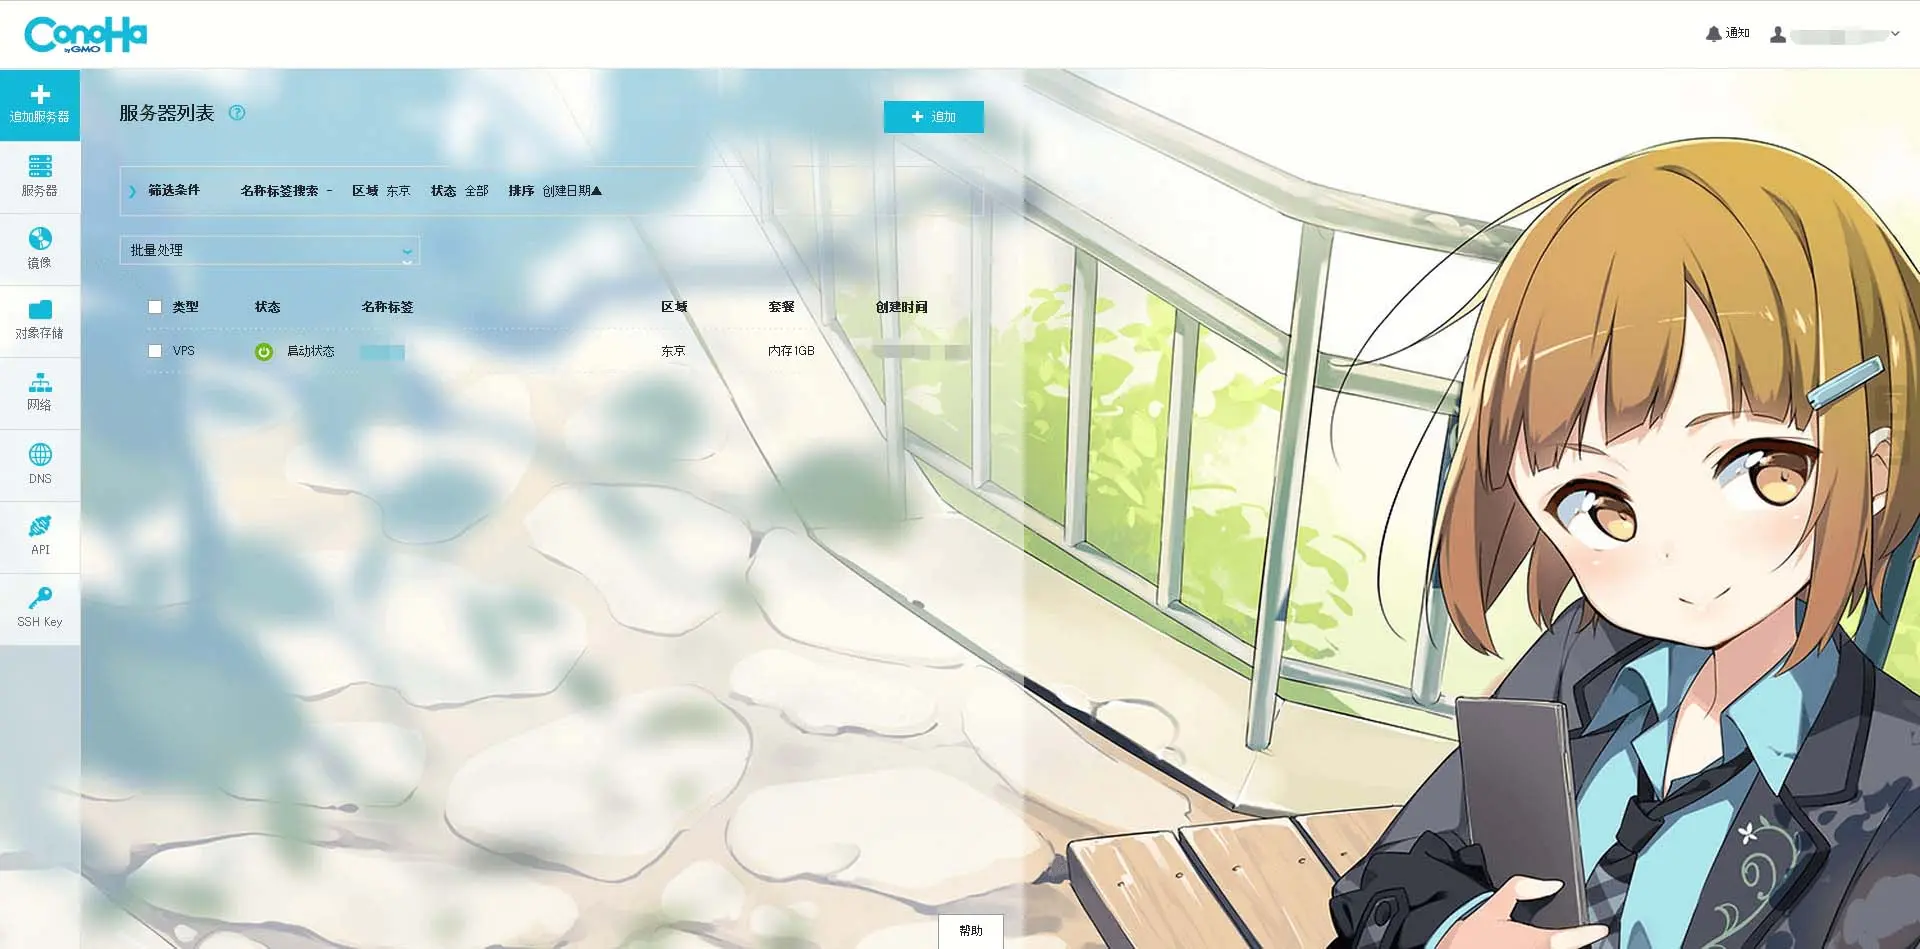 ConoHa
by GMO
通知
追加服务器
服务器
镜像
对象存储
网络
DNS
API
SSH Key
服务器列表 ?
+ 追加
筛选条件 名称标签搜索 - 区域 东京 状态 全部 排序 创建日期▲
批量处理
类型 状态 名称标签 区域 套餐 创建时间
VPS 启动状态 东京 内存1GB
帮助